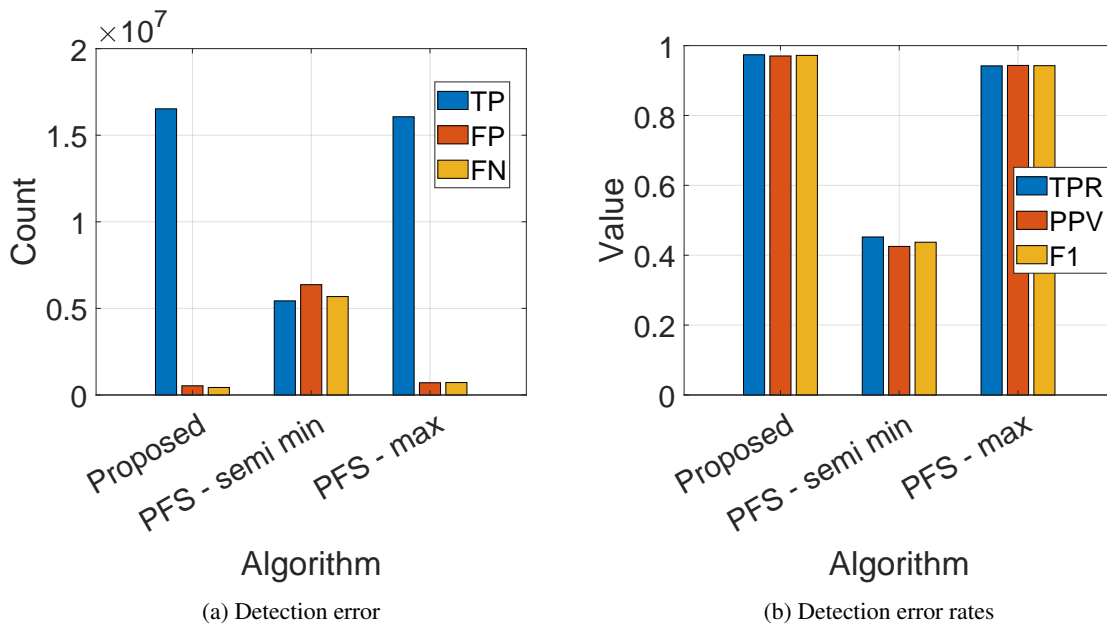 ×10⁷
2
1.5
1
0.5
0
Count
TP
FP
FN
Proposed
PFS - semi min
PFS - max
Algorithm
(a) Detection error
1
0.8
0.6
0.4
0.2
0
Value
TPR
PPV
F1
Proposed
PFS - semi min
PFS - max
Algorithm
(b) Detection error rates